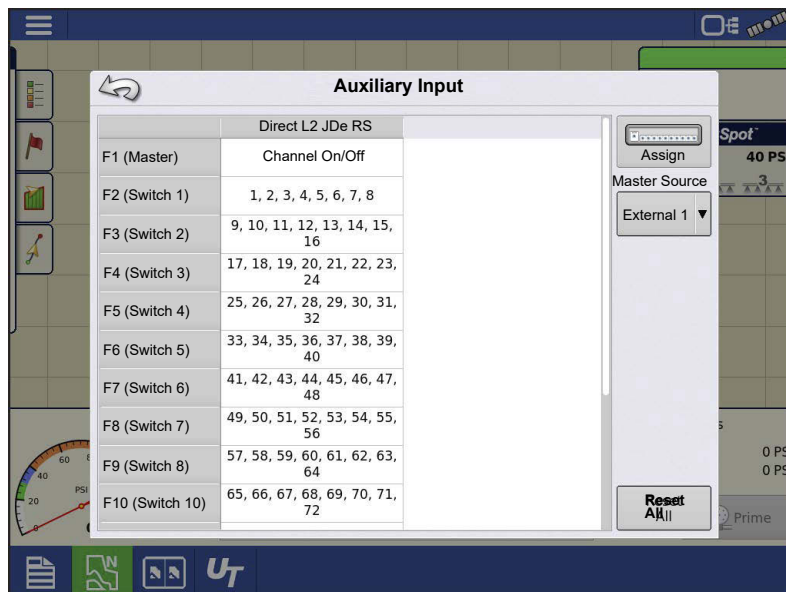 Auxiliary Input
Direct L2 JDe RS
F1 (Master)
Channel On/Off
F2 (Switch 1)
1, 2, 3, 4, 5, 6, 7, 8
F3 (Switch 2)
9, 10, 11, 12, 13, 14, 15,
16
F4 (Switch 3)
17, 18, 19, 20, 21, 22, 23,
24
F5 (Switch 4)
25, 26, 27, 28, 29, 30, 31,
32
F6 (Switch 5)
33, 34, 35, 36, 37, 38, 39,
40
F7 (Switch 6)
41, 42, 43, 44, 45, 46, 47,
48
F8 (Switch 7)
49, 50, 51, 52, 53, 54, 55,
56
F9 (Switch 8)
57, 58, 59, 60, 61, 62, 63,
64
F10 (Switch 10)
65, 66, 67, 68, 69, 70, 71,
72
Assign
Master Source
External 1
Reset
All
Spot
40 PS
3
0 PS
0 PS
Prime
60
40
20
0
PSI
N
UT